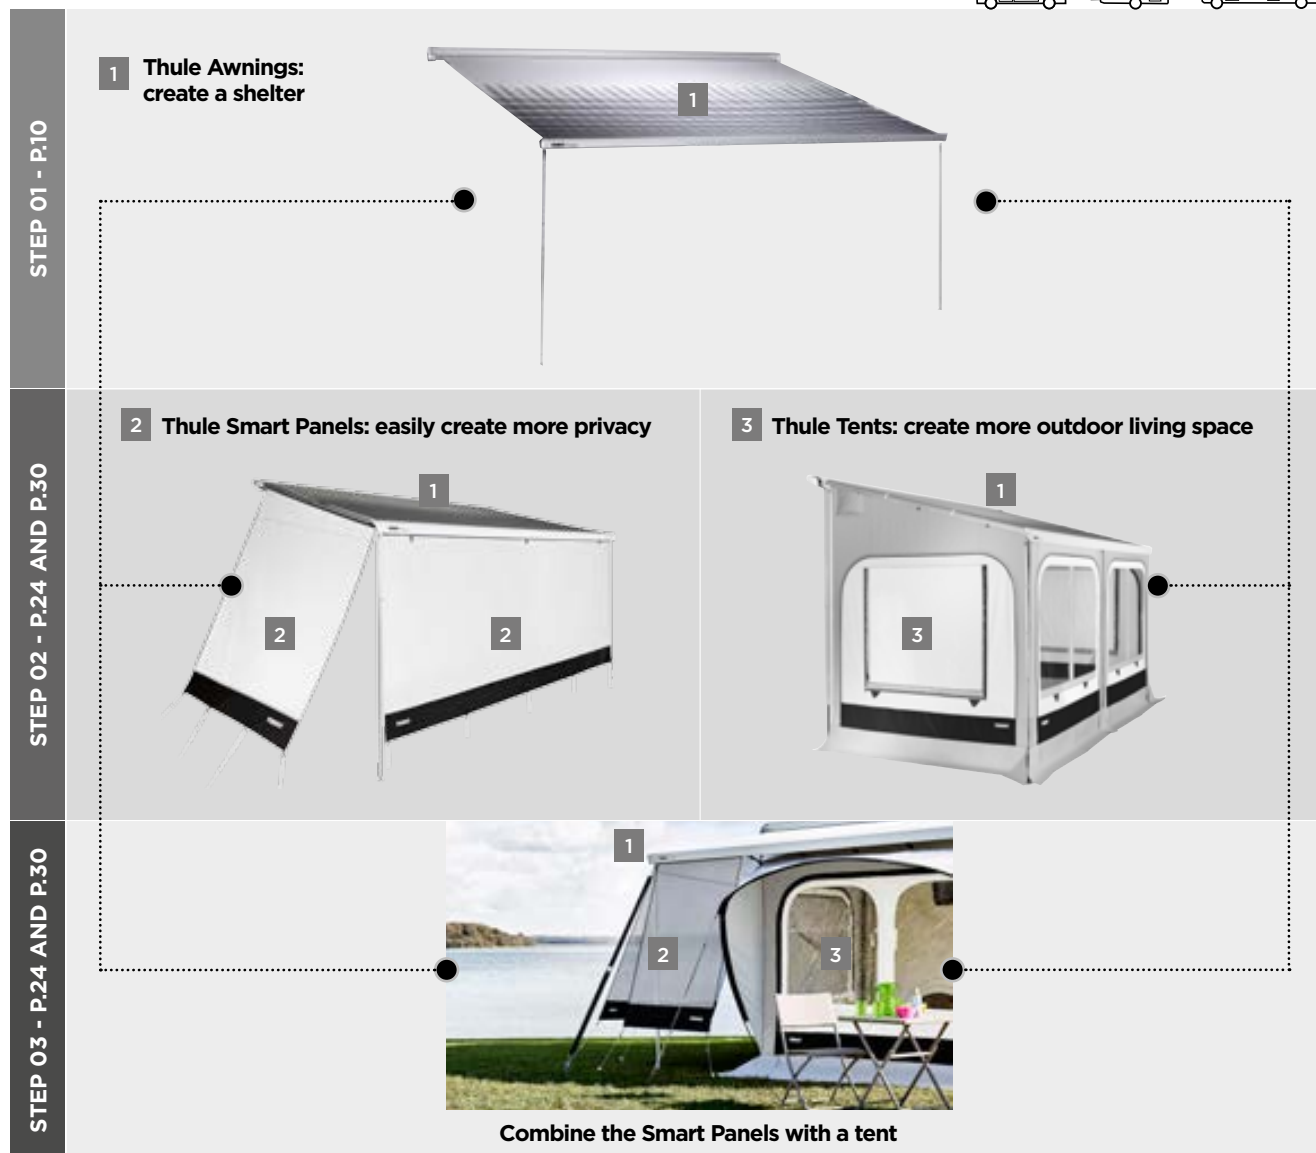 STEP 01 - P.10
1
Thule Awnings:
create a shelter
1
STEP 02 - P.24 AND P.30
2 Thule Smart Panels: easily create more privacy
1
2
2
3 Thule Tents: create more outdoor living space
1
3
STEP 03 - P.24 AND P.30
1
2
3
Combine the Smart Panels with a tent